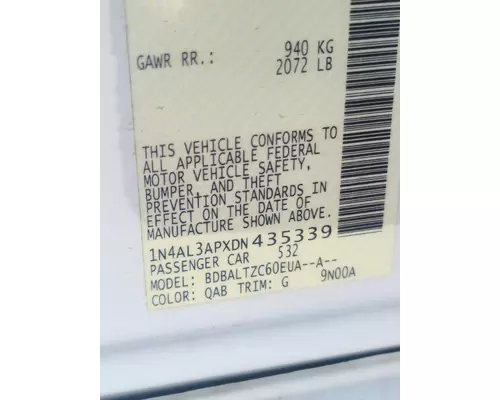 GAWR RR.: 940 KG
2072 LB
THIS VEHICLE CONFORMS TO
ALL APPLICABLE FEDERAL
MOTOR VEHICLE SAFETY,
BUMPER, AND THEFT
PREVENTION STANDARDS IN
EFFECT ON THE DATE OF
MANUFACTURE SHOWN ABOVE.
1N4AL3APXDN435339
PASSENGER CAR 532
MODEL: BDBALTZC60EUA--A--
COLOR: QAB TRIM: G 9N00A